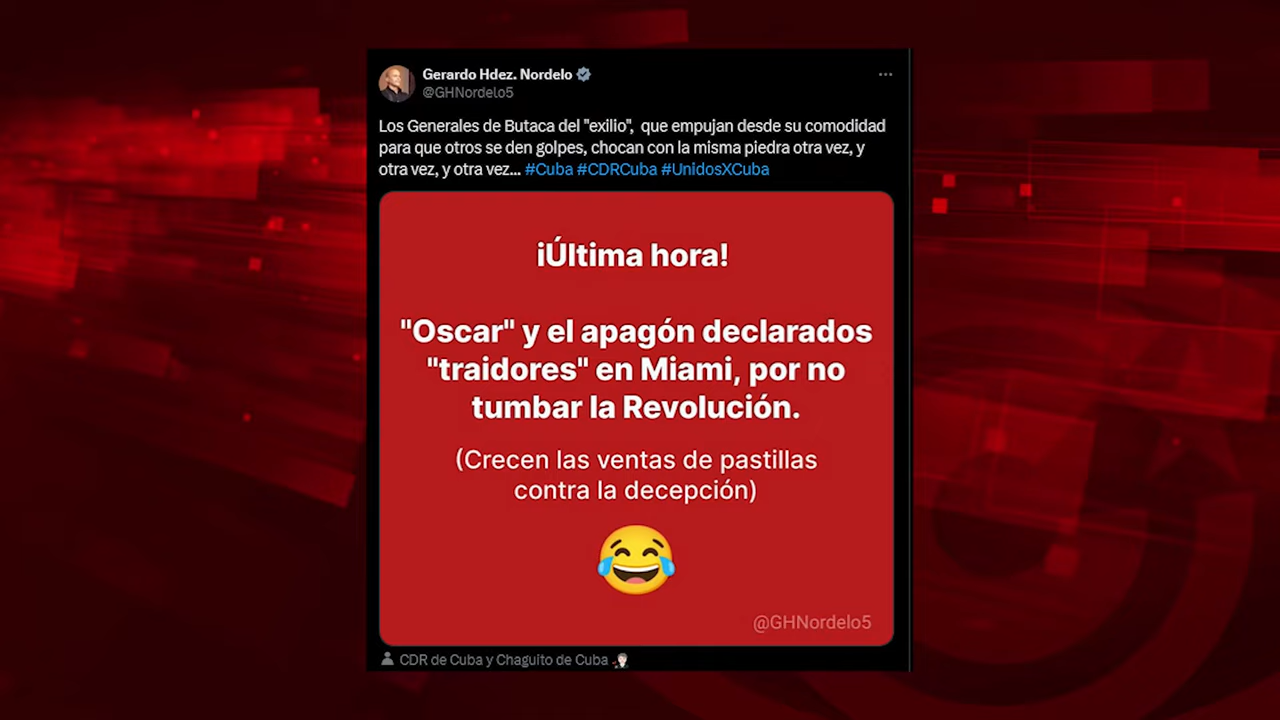 Gerardo Hdez. Nordelo
@GHNordelo5
Los Generales de Butaca del "exilio", que empujan desde su comodidad
para que otros se den golpes, chocan con la misma piedra otra vez, y
otra vez, y otra vez... #Cuba #CDRCuba #UnidosXCuba
¡Última hora!
"Oscar" y el apagón declarados
"traidores" en Miami, por no
tumbar la Revolución.
(Crecen las ventas de pastillas
contra la decepción)
@GHNordelo5
CDR de Cuba y Chaguito de Cuba